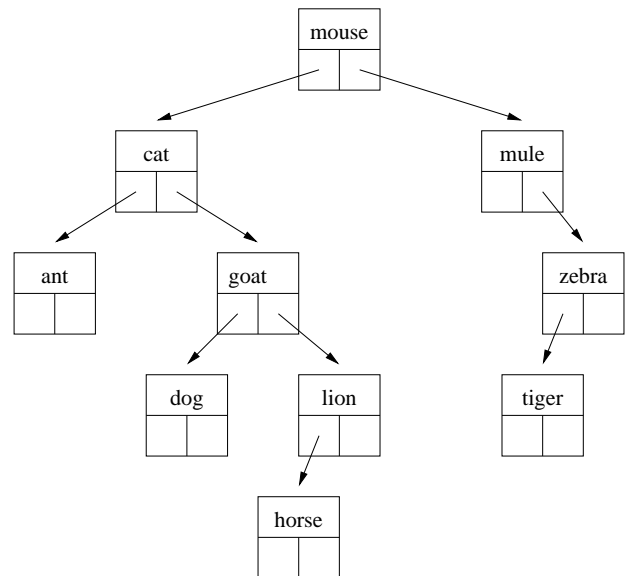 mouse
cat
mule
ant
goat
zebra
dog
lion
tiger
horse